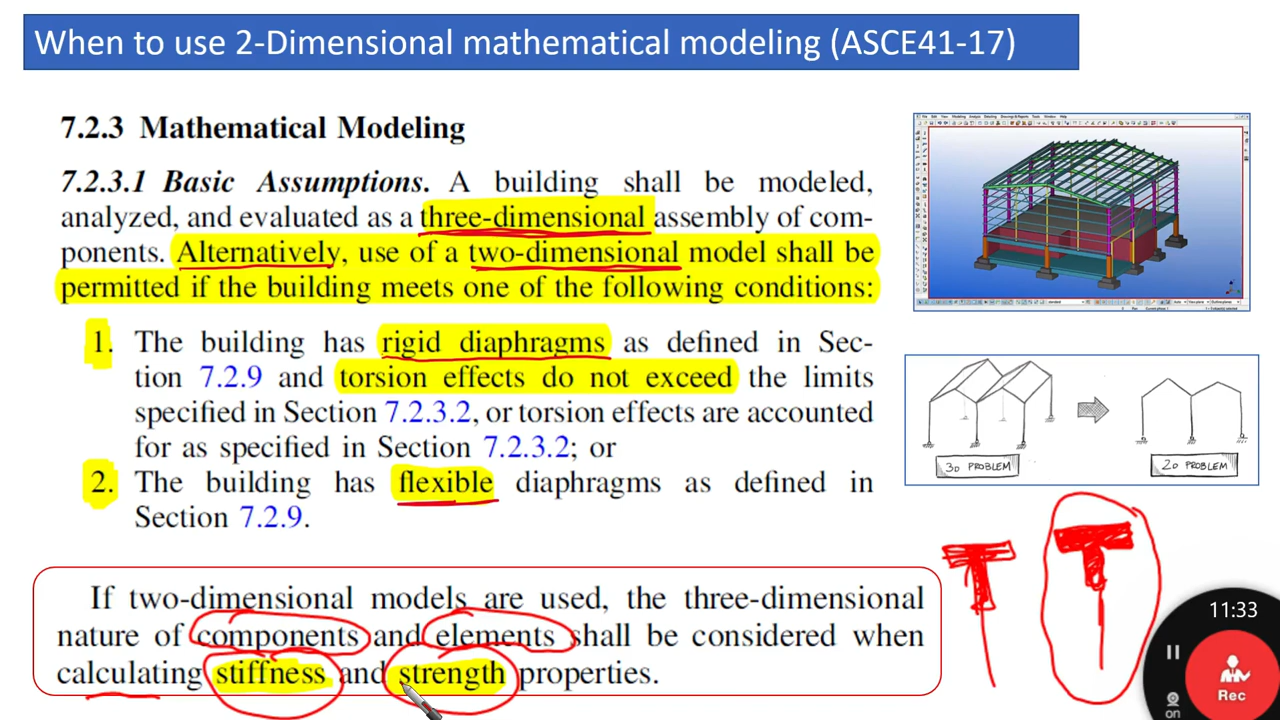 When to use 2-Dimensional mathematical modeling (ASCE41-17)
7.2.3 Mathematical Modeling
7.2.3.1 Basic Assumptions. A building shall be modeled,
analyzed, and evaluated as a three-dimensional assembly of com-
ponents. Alternatively, use of a two-dimensional model shall be
permitted if the building meets one of the following conditions:
1. The building has rigid diaphragms as defined in Sec-
tion 7.2.9 and torsion effects do not exceed the limits
specified in Section 7.2.3.2, or torsion effects are accounted
for as specified in Section 7.2.3.2; or
2. The building has flexible diaphragms as defined in
Section 7.2.9.
If two-dimensional models are used, the three-dimensional
nature of components and elements shall be considered when
calculating stiffness and strength properties.
3D PROBLEM
2D PROBLEM
11:33
Rec
on